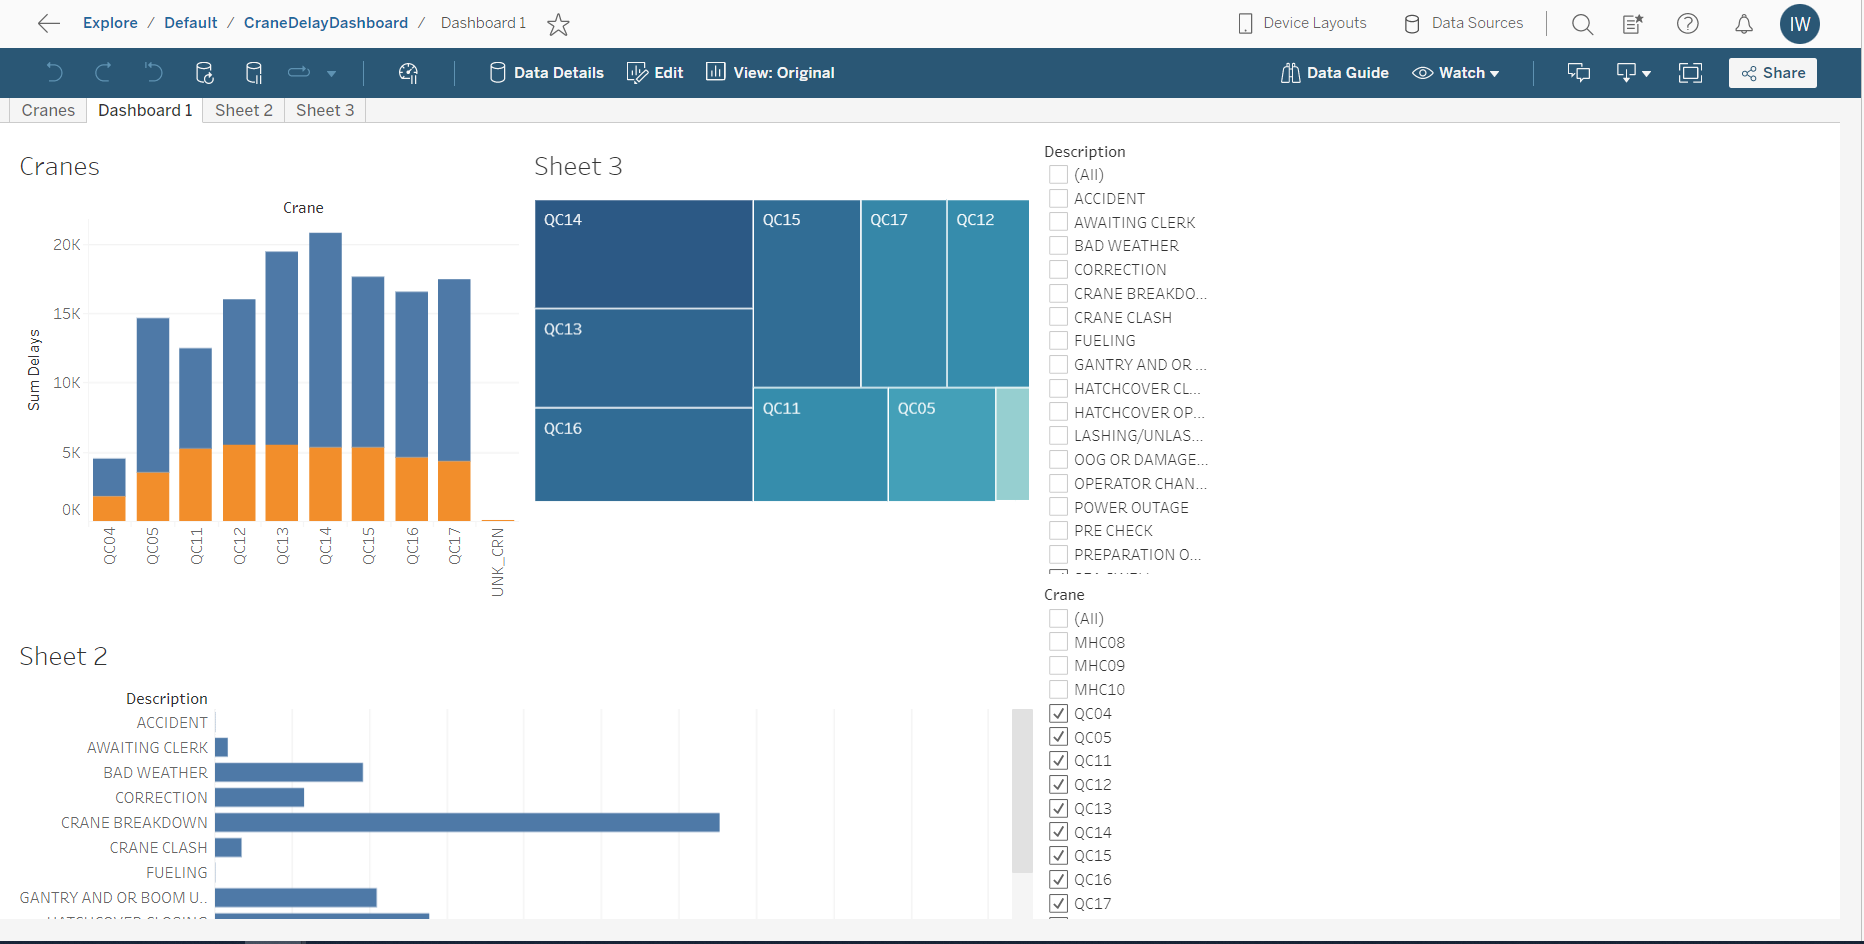 Explore / Default / CraneDelayDashboard / Dashboard 1
Device Layouts
Data Sources
IW
Data Details
Edit
View: Original
Data Guide
Watch
Share
Cranes
Dashboard 1
Sheet 2
Sheet 3
Cranes
Crane
Sum Delays
20K
15K
10K
5K
0K
QC04
QC05
QC11
QC12
QC13
QC14
QC15
QC16
QC17
UNK_CRN
Sheet 3
QC14
QC13
QC16
QC15
QC17
QC12
QC11
QC05
Sheet 2
Description
ACCIDENT
AWAITING CLERK
BAD WEATHER
CORRECTION
CRANE BREAKDOWN
CRANE CLASH
FUELING
GANTRY AND OR BOOM U..
Description
(All)
ACCIDENT
AWAITING CLERK
BAD WEATHER
CORRECTION
CRANE BREAKDO...
CRANE CLASH
FUELING
GANTRY AND OR ...
HATCHCOVER CL...
HATCHCOVER OP...
LASHING/UNLAS...
OOG OR DAMAGE...
OPERATOR CHAN...
POWER OUTAGE
PRE CHECK
PREPARATION O...
Crane
(All)
MHC08
MHC09
MHC10
QC04
QC05
QC11
QC12
QC13
QC14
QC15
QC16
QC17